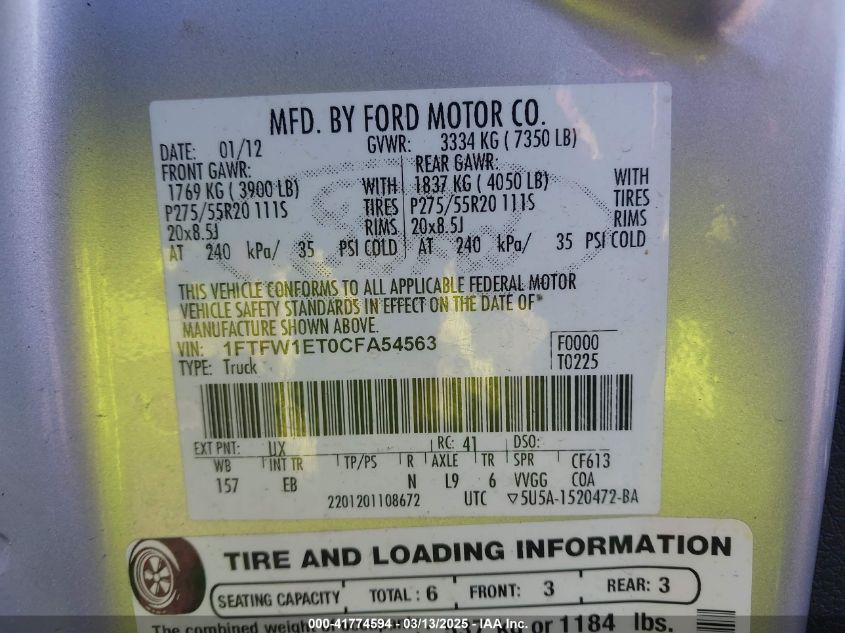 MFD. BY FORD MOTOR CO.
DATE: 01/12 GVWR: 3334 KG ( 7350 LB)
FRONT GAWR: REAR GAWR:
1769 KG ( 3900 LB) WITH 1837 KG ( 4050 LB) WITH
P275/55R20 111S TIRES P275/55R20 111S TIRES
20x8.5J RIMS 20x8.5J RIMS
AT 240 kPa/ 35 PSI COLD AT 240 kPa/ 35 PSI COLD
THIS VEHICLE CONFORMS TO ALL APPLICABLE FEDERAL MOTOR
VEHICLE SAFETY STANDARDS IN EFFECT ON THE DATE OF
MANUFACTURE SHOWN ABOVE.
VIN: 1FTFW1ET0CFA54563 F0000
TYPE: Truck T0225
EXT PNT: UX RC: 41 DSO:
WB INT TR TP/PS R AXLE TR SPR CF613
157 EB N L9 6 VVGG COA
2201201108672 UTC ▽5U5A-1520472-BA
TIRE AND LOADING INFORMATION
SEATING CAPACITY TOTAL : 6 FRONT: 3 REAR: 3
The combined weight of kg or 1184 lbs.
000-41774594 - 03/13/2025 - IAA Inc.